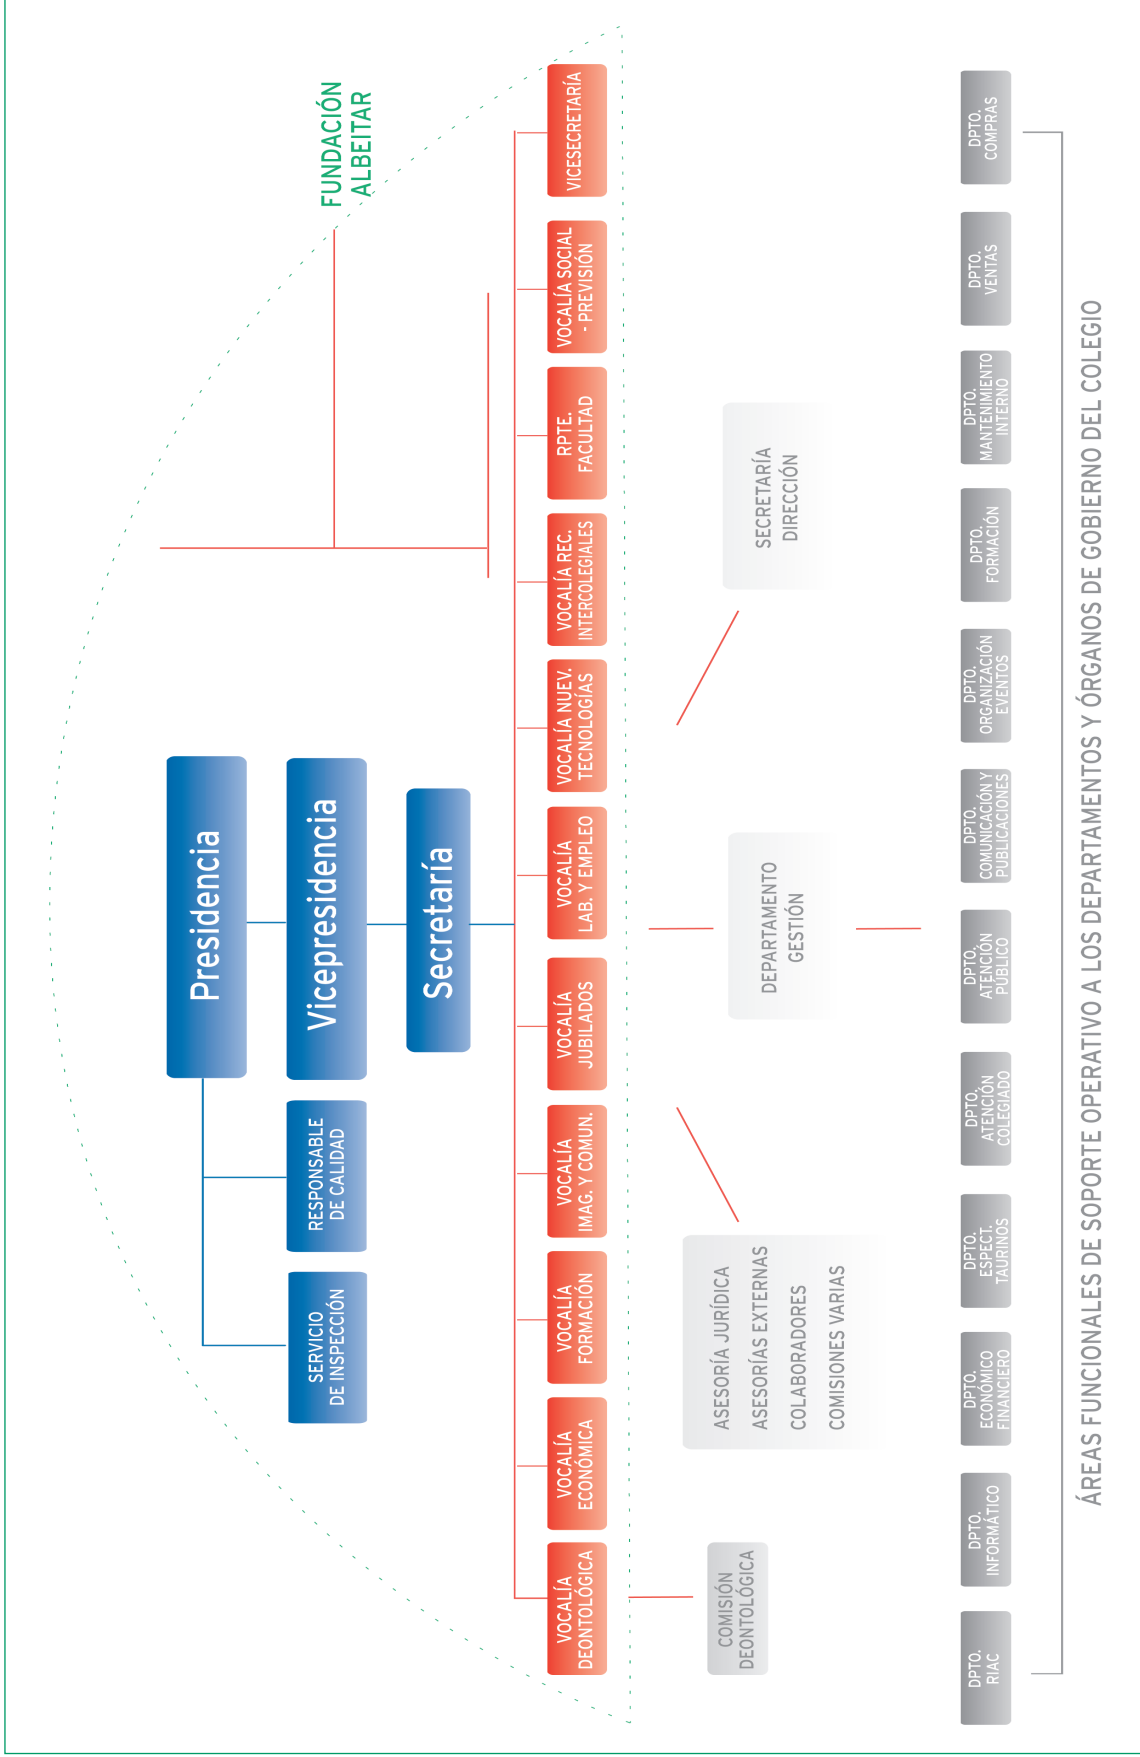 FUNDACIÓN
ALBEITAR
Presidencia
Vicepresidencia
Secretaría
SERVICIO
DE INSPECCIÓN
RESPONSABLE
DE CALIDAD
VOCALÍA
DEONTOLÓGICA
VOCALÍA
ECONÓMICA
VOCALÍA
FORMACIÓN
VOCALÍA
IMAG. Y COMUN.
VOCALÍA
JUBILADOS
VOCALÍA
LAB. Y EMPLEO
VOCALÍA NUEV.
TECNOLOGÍAS
VOCALÍA REC.
INTERCOLEGIALES
RPTE.
FACULTAD
VOCALÍA SOCIAL
- PREVISIÓN
VICESECRETARÍA
COMISIÓN
DEONTOLÓGICA
ASESORÍA JURÍDICA
ASESORÍAS EXTERNAS
COLABORADORES
COMISIONES VARIAS
DEPARTAMENTO
GESTIÓN
SECRETARÍA
DIRECCIÓN
DPTO.
RIAC
DPTO.
INFORMÁTICO
DPTO.
ECONÓMICO
FINANCIERO
DPTO.
ESPECT.
TAURINOS
DPTO.
ATENCIÓN
COLEGIADO
DPTO.
ATENCIÓN
PÚBLICO
DPTO.
COMUNICACIÓN Y
PUBLICACIONES
DPTO.
ORGANIZACIÓN
EVENTOS
DPTO.
FORMACIÓN
DPTO.
MANTENIMIENTO
INTERNO
DPTO.
VENTAS
DPTO.
COMPRAS
ÁREAS FUNCIONALES DE SOPORTE OPERATIVO A LOS DEPARTAMENTOS Y ÓRGANOS DE GOBIERNO DEL COLEGIO